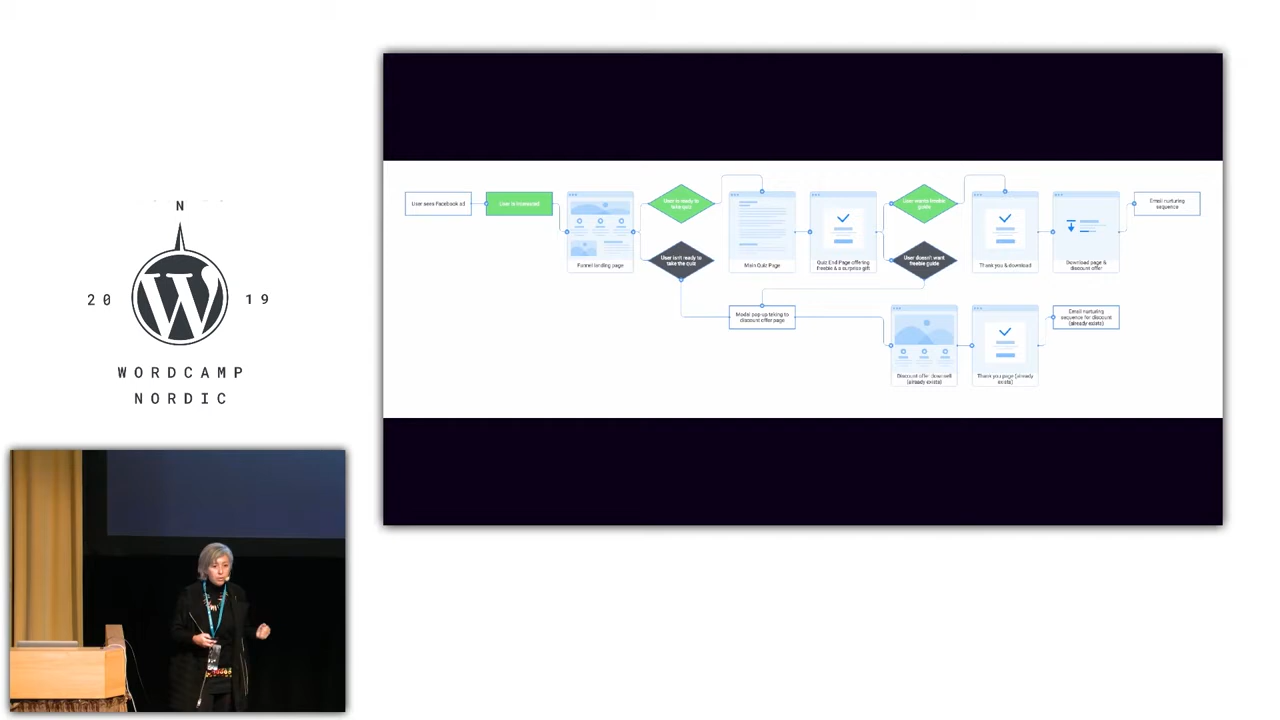 N
20 19
WORDCAMP
NORDIC
User sees Facebook ad
User is interested
Funnel landing page
User is ready to
take quiz
User isn't ready to
take the quiz
Main Quiz Page
Quiz End Page offering
freebie & a surprise gift
User wants freebie
guide
User doesn't want
freebie guide
Thank you & download
Download page &
discount offer
Email nurturing
sequence
Modal pop-up taking to
discount offer page
Discount offer downsell
(already exists)
Thank you page (already
exists)
Email nurturing
sequence for discount
(already exists)